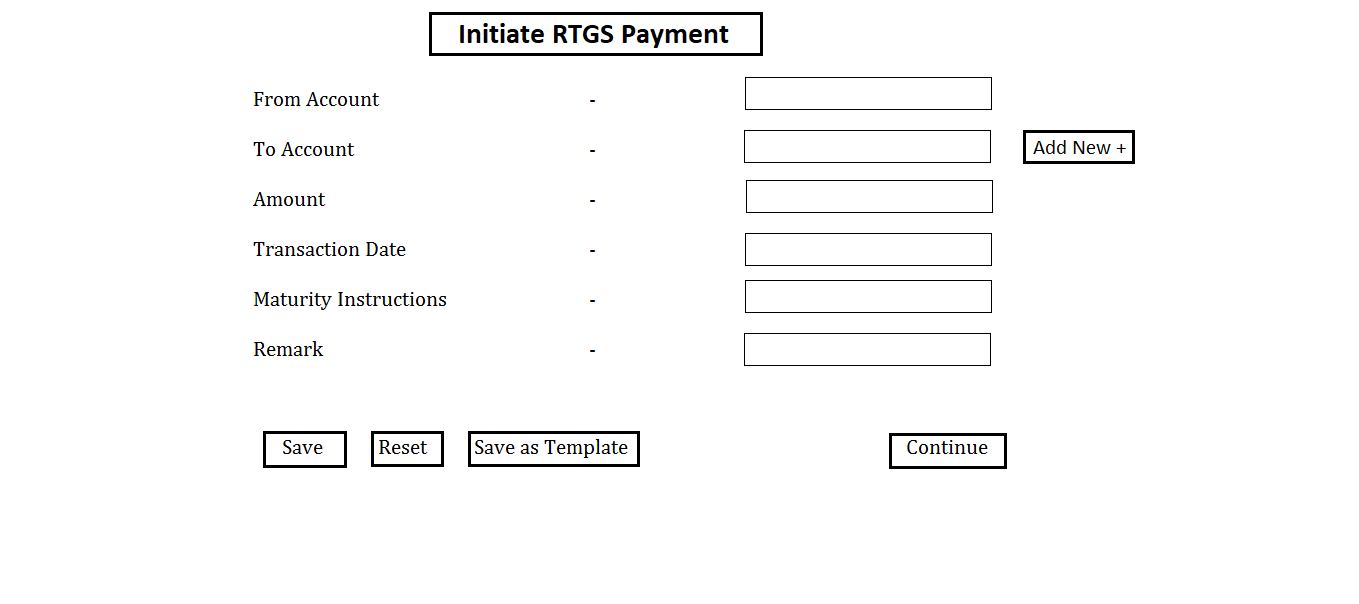 Initiate RTGS Payment
From Account -
To Account - Add New +
Amount -
Transaction Date -
Maturity Instructions -
Remark -
Save Reset Save as Template Continue